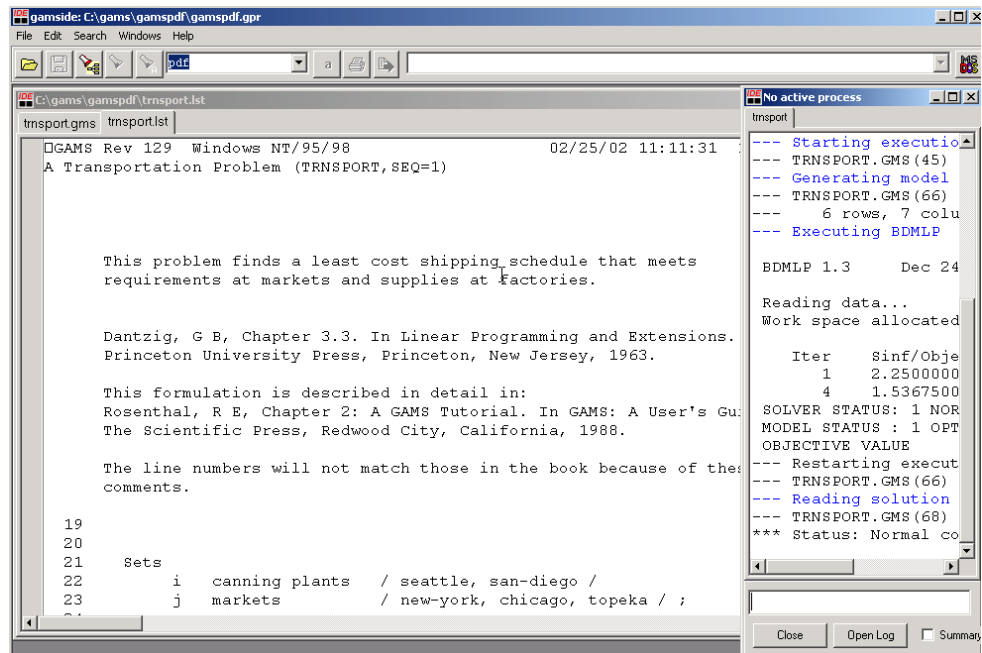 gamside: C:\gams\gamspdf\gamspdf.gpr
File Edit Search Windows Help
pdf
a
MS DOS
IDE C:\gams\gamspdf\trnsport.lst
trnsport.gms trnsport.lst
GAMS Rev 129 Windows NT/95/98 02/25/02 11:11:31
A Transportation Problem (TRNSPORT,SEQ=1)
This problem finds a least cost shipping schedule that meets
requirements at markets and supplies at factories.
Dantzig, G B, Chapter 3.3. In Linear Programming and Extensions.
Princeton University Press, Princeton, New Jersey, 1963.
This formulation is described in detail in:
Rosenthal, R E, Chapter 2: A GAMS Tutorial. In GAMS: A User's Gu
The Scientific Press, Redwood City, California, 1988.
The line numbers will not match those in the book because of thes
comments.
19
20
21 Sets
22 i canning plants / seattle, san-diego /
23 j markets / new-york, chicago, topeka / ;
IDE No active process
trnsport
--- Starting executio
--- TRNSPORT.GMS(45)
--- Generating model
--- TRNSPORT.GMS(66)
--- 6 rows, 7 colu
--- Executing BDMLP
BDMLP 1.3 Dec 24
Reading data...
Work space allocated
Iter Sinf/Obje
1 2.2500000
4 1.5367500
SOLVER STATUS: 1 NOR
MODEL STATUS : 1 OPT
OBJECTIVE VALUE
--- Restarting execut
--- TRNSPORT.GMS(66)
--- Reading solution
--- TRNSPORT.GMS(68)
*** Status: Normal co
Close Open Log Summary